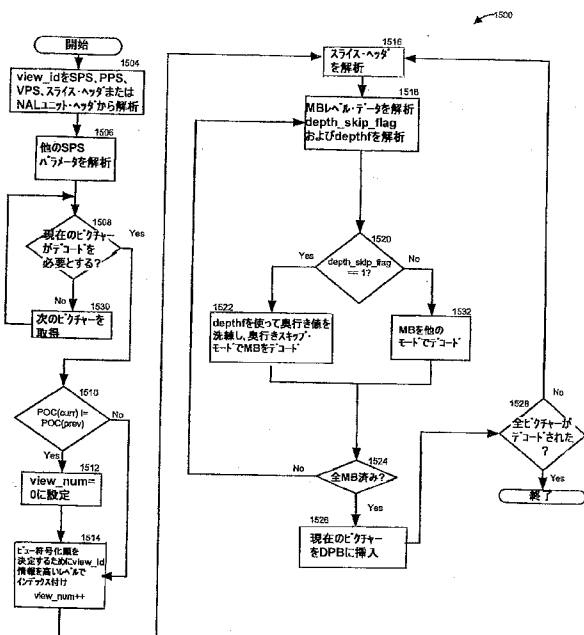 1500
開始
1504
view_idをSPS、PPS、
VPS、スライス・ヘッダまたは
NALユニット・ヘッダから解析
1506
他のSPS
パラメータを解析
1508
現在のピクチャー
がデコードを
必要とする?
Yes
No
1530
次のピクチャーを
取得
1510
POC(curr) !=
POC(prev)
No
Yes
1512
view_num=
0に設定
1514
ビュー符号化順を
決定するためにview_id
情報を高いレベルで
インデックス付け
view_num++
1516
スライス・ヘッダ
を解析
1518
MBレベル・データを解析
depth_skip_flag
およびdepthfを解析
1520
depth_skip_flag
== 1?
Yes
No
1522
depthfを使って奥行き値を
洗練し、奥行きスキップ・
モードでMBをデコード
1532
MBを他の
モードでデコード
1524
全MB済み?
No
Yes
1526
現在のピクチャー
をDPBに挿入
1528
全ピクチャーが
デコードされた
?
No
Yes
終了